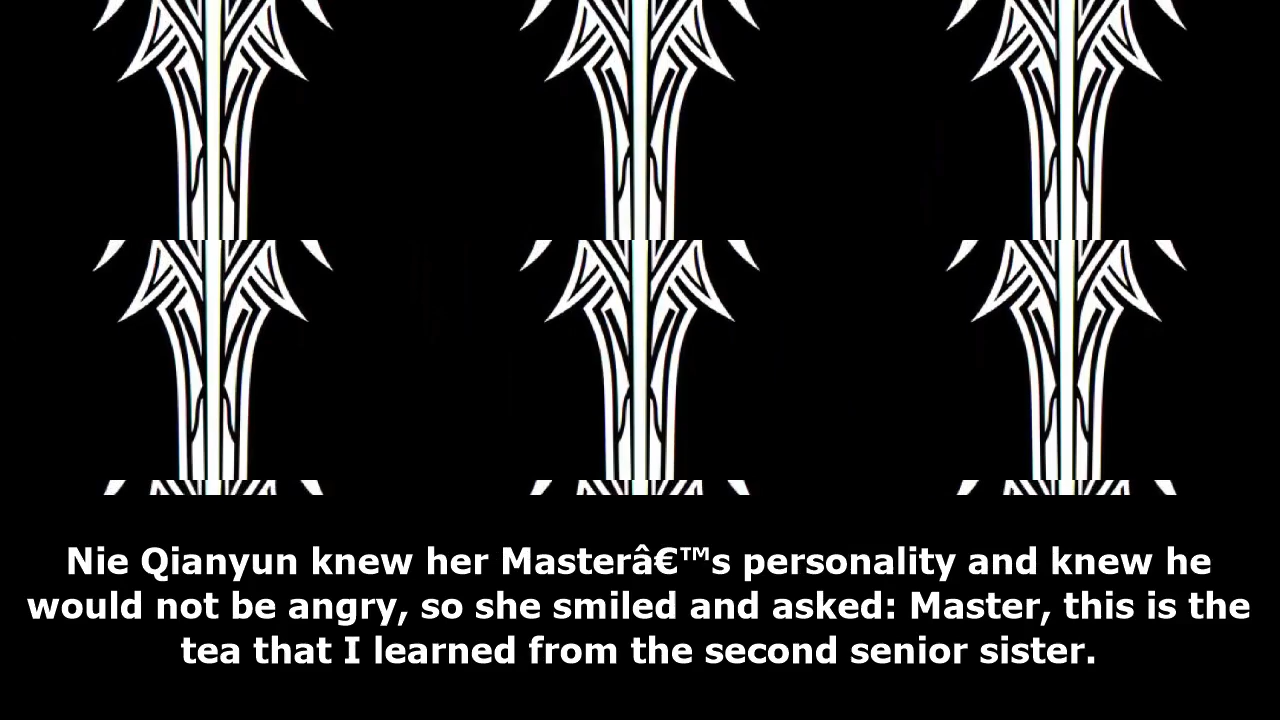 Nie Qianyun knew her Masterâ€™s personality and knew he
would not be angry, so she smiled and asked: Master, this is the
tea that I learned from the second senior sister.